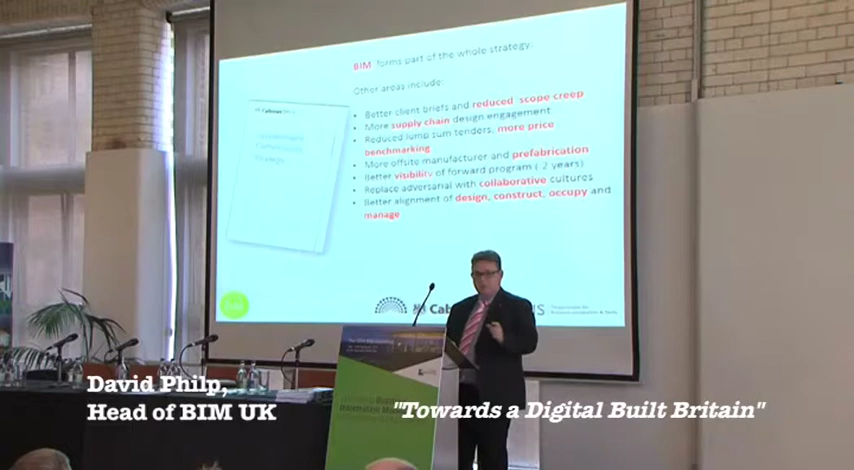 BIM forms part of the whole strategy.
Other areas include:
• Better client briefs and reduced scope creep
• More supply chain design engagement
• Reduced lump sum tenders, more price
benchmarking
• More offsite manufacturer and prefabrication
• Better visibility of forward program ( 2 years)
• Replace adversarial with collaborative cultures
• Better alignment of design, construct, occupy and
manage
David Philp,
Head of BIM UK
"Towards a Digital Built Britain"